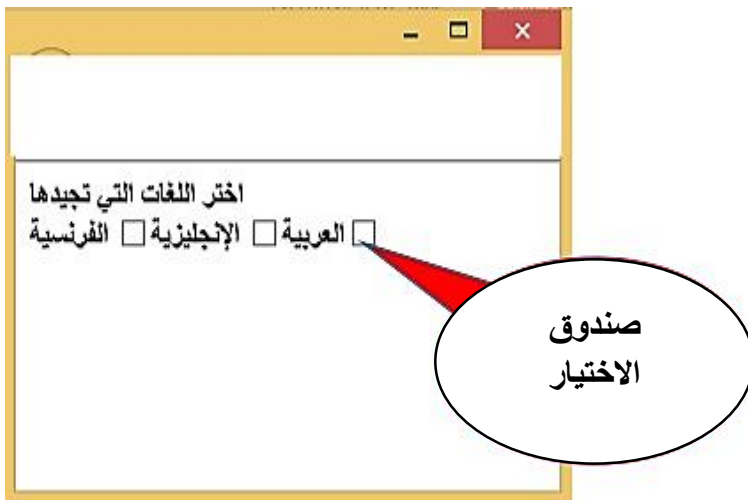 اختر اللغات التي تجيدها
□ العربية □ الإنجليزية □ الفرنسية
صندوق
الاختيار